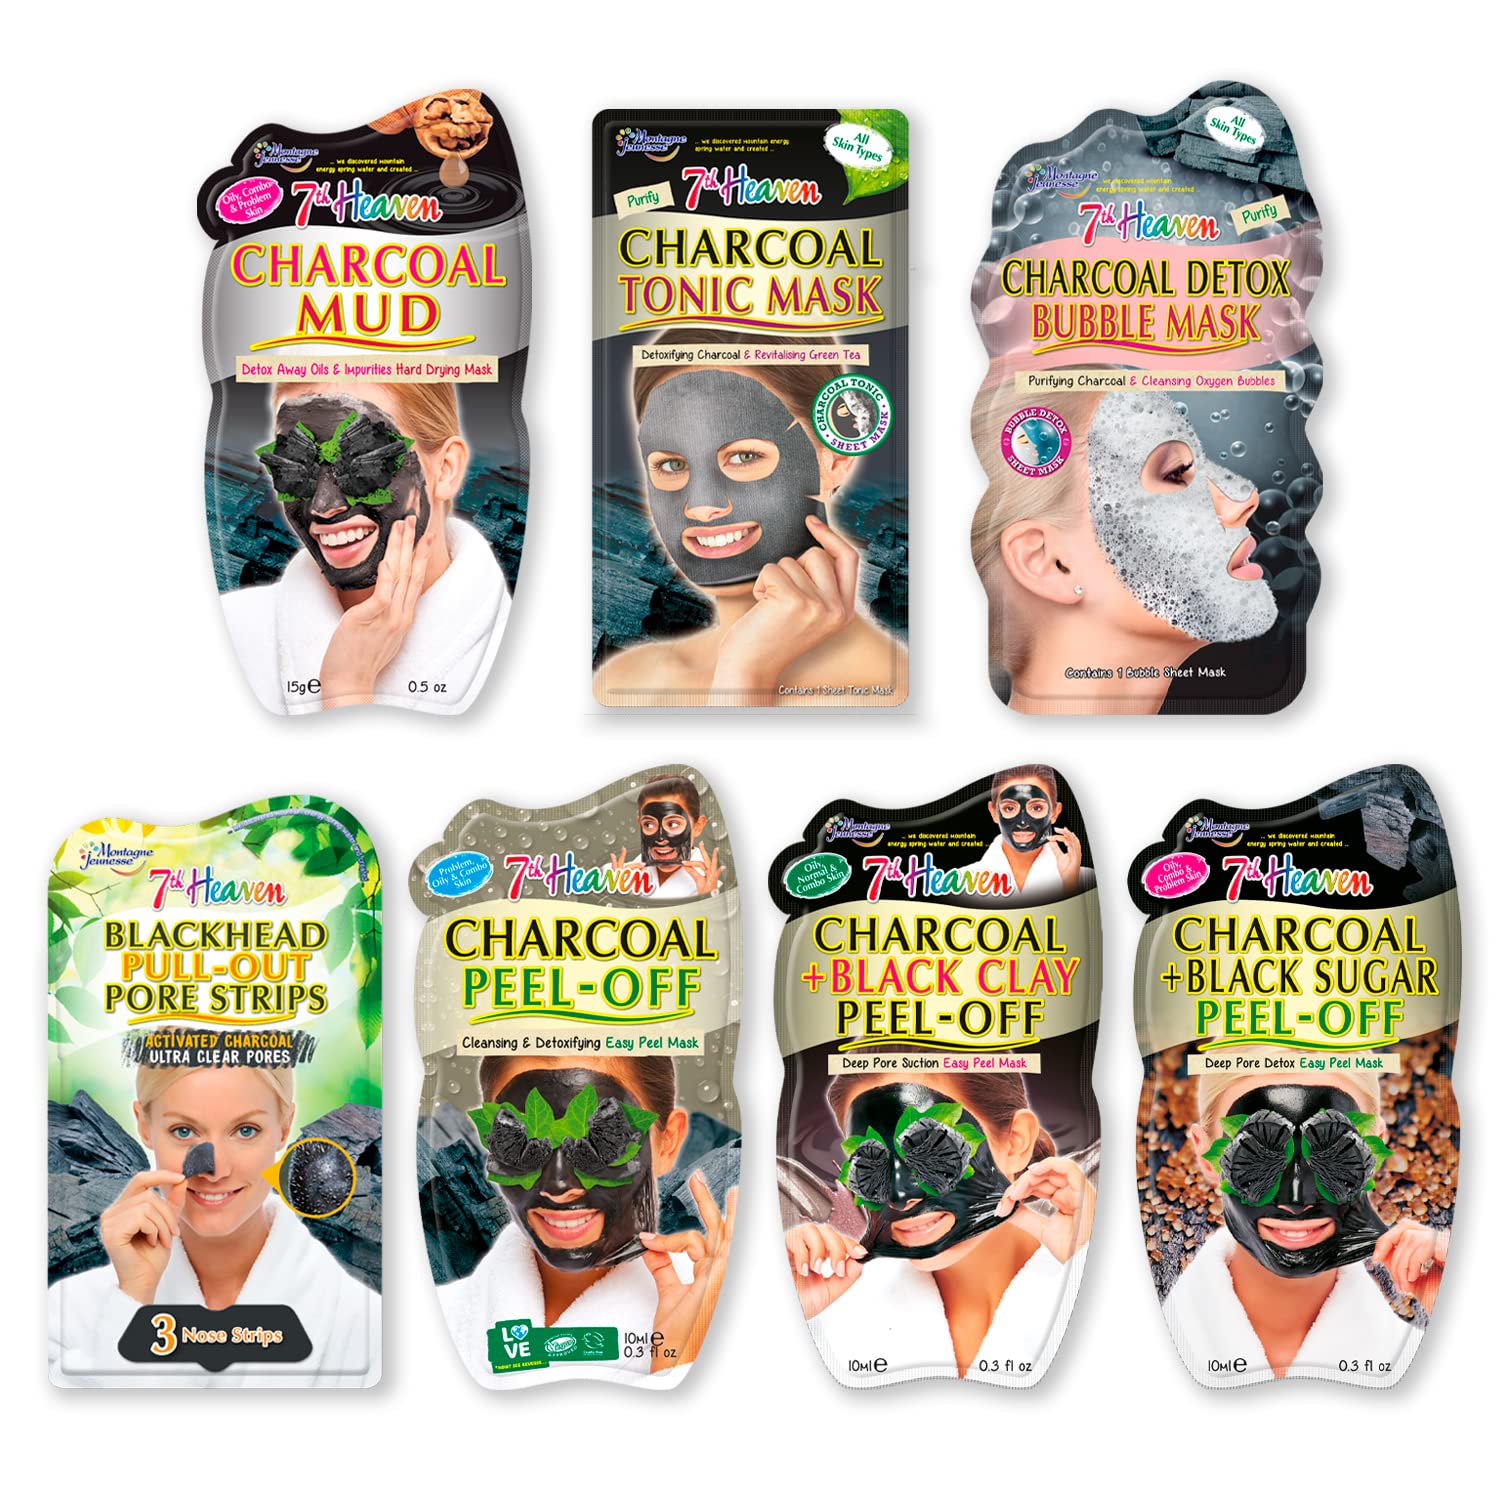 Montagne Jeunesse
... we discovered mountain energy spring water and created ...
Oily, Combo & Problem Skin
7th Heaven
CHARCOAL
MUD
Detox Away Oils & Impurities Hard Drying Mask
15g e
0.5 oz
Montagne Jeunesse
... we discovered mountain energy spring water and created ...
All Skin Types
Purify
7th Heaven
CHARCOAL
TONIC MASK
Detoxifying Charcoal & Revitalising Green Tea
CHARCOAL TONIC • SHEET MASK •
Contains 1 Sheet Tonic Mask
All Skin Types
Montagne Jeunesse
we discovered mountain
energy spring water and created ...
7th Heaven
Purify
CHARCOAL DETOX
BUBBLE MASK
Purifying Charcoal & Cleansing Oxygen Bubbles
BUBBLE DETOX SHEET MASK
Contains 1 Bubble Sheet Mask
Montagne Jeunesse
7th Heaven
BLACKHEAD
PULL-OUT
PORE STRIPS
ACTIVATED CHARCOAL
ULTRA CLEAR PORES
3 Nose Strips
Problem, Oily & Combo Skin
7th Heaven
CHARCOAL
PEEL-OFF
Cleansing & Detoxifying Easy Peel Mask
LOVE
10ml e
0.3 fl oz
Montagne Jeunesse
... we discovered mountain energy spring water and created ...
Oily, Normal & Combo Skin
7th Heaven
CHARCOAL
+BLACK CLAY
PEEL-OFF
Deep Pore Suction Easy Peel Mask
10ml e
0.3 fl oz
Montagne Jeunesse
... we discovered mountain energy spring water and created ...
Oily, Combo & Problem Skin
7th Heaven
CHARCOAL
+BLACK SUGAR
PEEL-OFF
Deep Pore Detox Easy Peel Mask
10ml e
0.3 fl oz